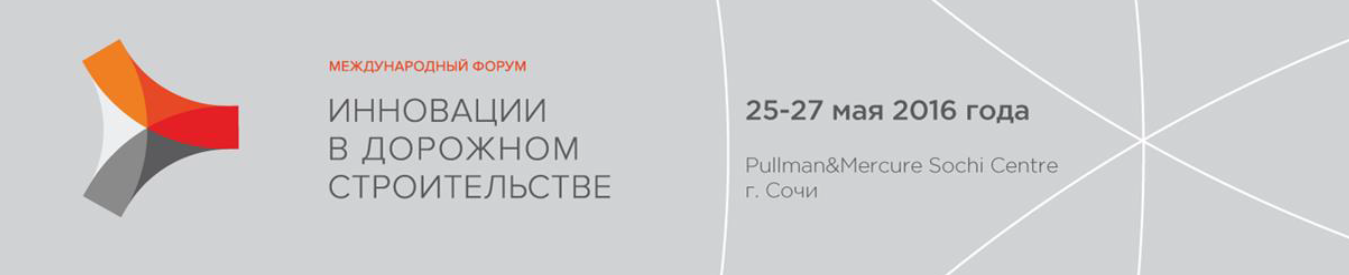 МЕЖДУНАРОДНЫЙ ФОРУМ
ИННОВАЦИИ
В ДОРОЖНОМ
СТРОИТЕЛЬСТВЕ
25-27 мая 2016 года
Pullman&Mercure Sochi Centre
г. Сочи